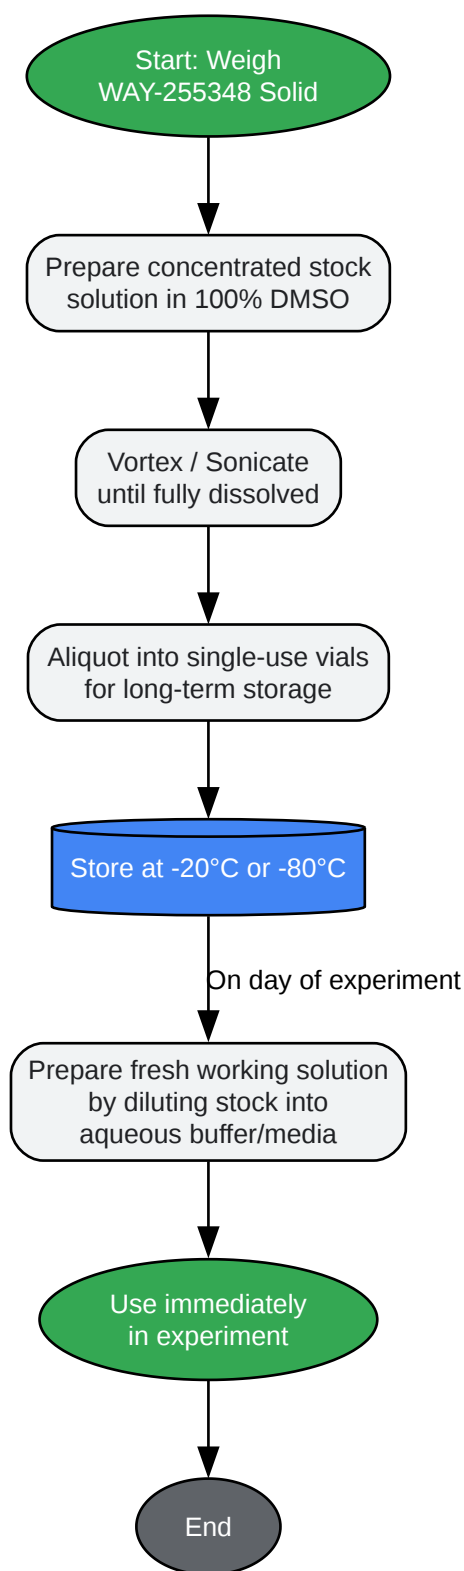 Start: Weigh
WAY-255348 Solid
Prepare concentrated stock
solution in 100% DMSO
Vortex / Sonicate
until fully dissolved
Aliquot into single-use vials
for long-term storage
Store at -20°C or -80°C
On day of experiment
Prepare fresh working solution
by diluting stock into
aqueous buffer/media
Use immediately
in experiment
End